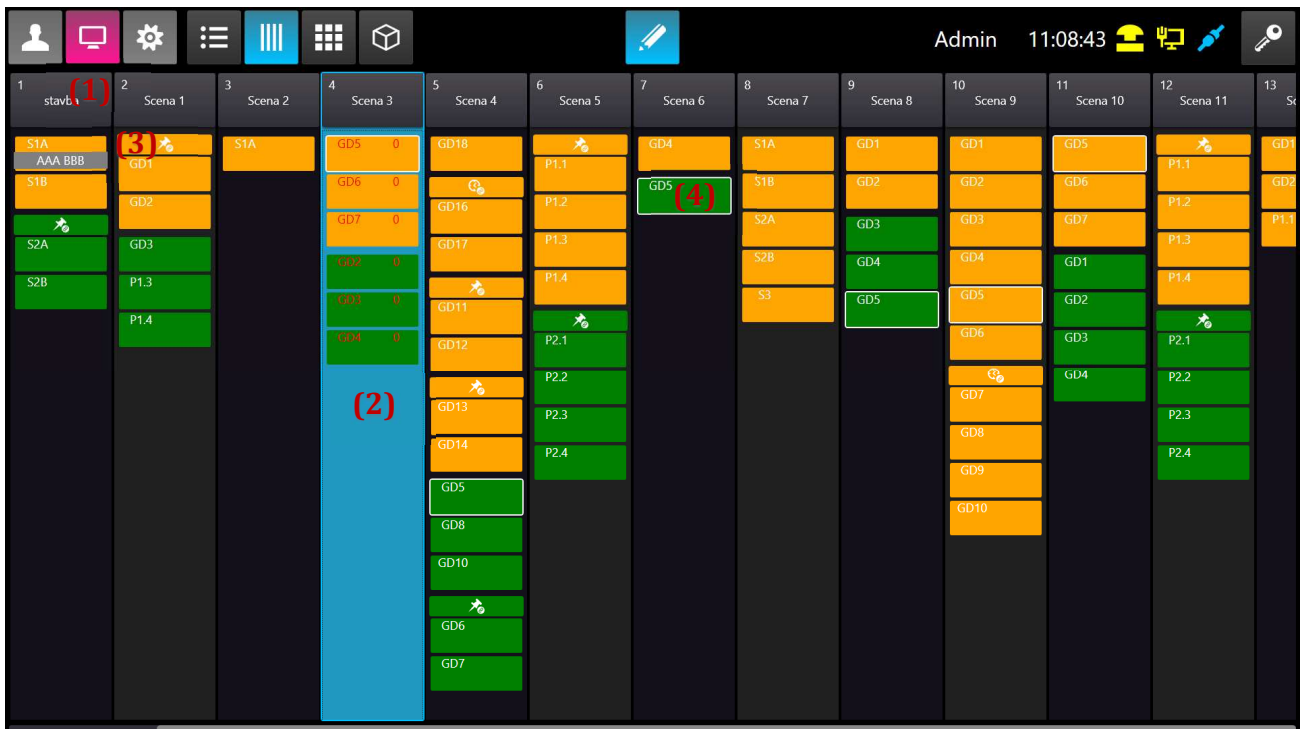 Admin 11:08:43
1 stavba (1)
2 Scena 1
3 Scena 2
4 Scena 3
5 Scena 4
6 Scena 5
7 Scena 6
8 Scena 7
9 Scena 8
10 Scena 9
11 Scena 10
12 Scena 11
13 Sc
S1A
AAA BBB
S1B
S2A
S2B
(3)
GD1
GD2
GD3
P1.3
P1.4
S1A
GD5 0
GD6 0
GD7 0
GD2 0
GD3 0
GD4 0
(2)
GD18
GD16
GD17
GD11
GD12
GD13
GD14
GD5
GD8
GD10
GD6
GD7
P1.1
P1.2
P1.3
P1.4
P2.1
P2.2
P2.3
P2.4
GD4
GD5 (4)
S1A
S1B
S2A
S2B
S3
GD1
GD2
GD3
GD4
GD5
GD1
GD2
GD3
GD4
GD5
GD6
GD7
GD8
GD9
GD10
GD5
GD6
GD7
GD1
GD2
GD3
GD4
P1.1
P1.2
P1.3
P1.4
P2.1
P2.2
P2.3
P2.4
GD1
GD2
P1.1